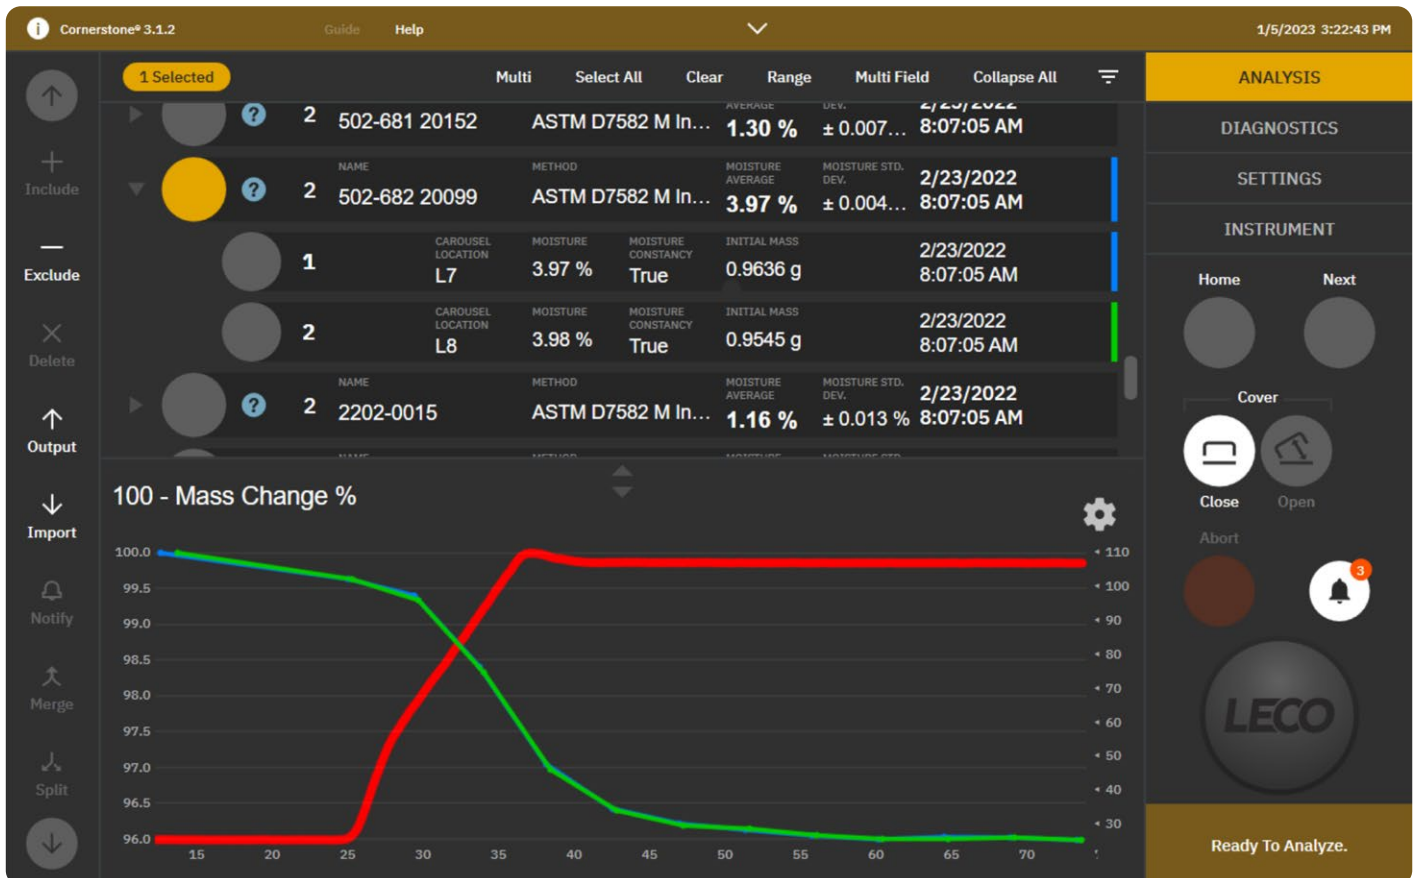 Cornerstone® 3.1.2 Guide Help 1/5/2023 3:22:43 PM
1 Selected Multi Select All Clear Range Multi Field Collapse All
Include
Exclude
Delete
Output
Import
Notify
Merge
Split
AVERAGE DEV. 2/23/2022
2 502-681 20152 ASTM D7582 M In... 1.30 % ± 0.007... 8:07:05 AM
NAME METHOD MOISTURE AVERAGE MOISTURE STD. DEV.
2 502-682 20099 ASTM D7582 M In... 3.97 % ± 0.004... 2/23/2022 8:07:05 AM
CAROUSEL LOCATION MOISTURE MOISTURE CONSTANCY INITIAL MASS
1 L7 3.97 % True 0.9636 g 2/23/2022 8:07:05 AM
CAROUSEL LOCATION MOISTURE MOISTURE CONSTANCY INITIAL MASS
2 L8 3.98 % True 0.9545 g 2/23/2022 8:07:05 AM
NAME METHOD MOISTURE AVERAGE MOISTURE STD. DEV.
2 2202-0015 ASTM D7582 M In... 1.16 % ± 0.013 % 2/23/2022 8:07:05 AM
NAME METHOD MOISTURE MOISTURE STD.
100 - Mass Change %
100.0
99.5
99.0
98.5
98.0
97.5
97.0
96.5
96.0
110
100
90
80
70
60
50
40
30
15 20 25 30 35 40 45 50 55 60 65 70
ANALYSIS
DIAGNOSTICS
SETTINGS
INSTRUMENT
Home Next
Cover
Close Open
Abort
3
LECO
Ready To Analyze.